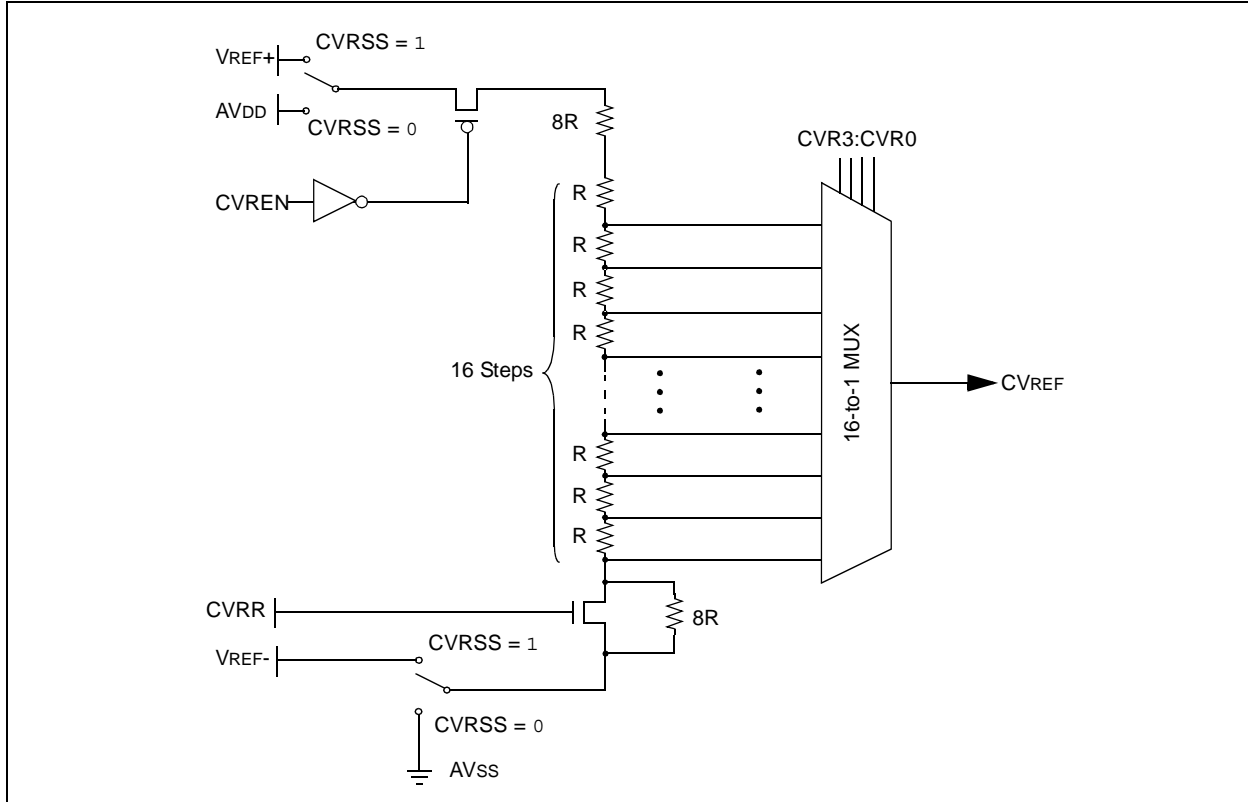 CVRSS = 1
VREF+
AVDD
CVRSS = 0
8R
CVR3:CVR0
CVREN
R
R
R
R
16 Steps
16-to-1 MUX
CVREF
R
R
R
CVRR
8R
CVRSS = 1
VREF-
CVRSS = 0
AVSS